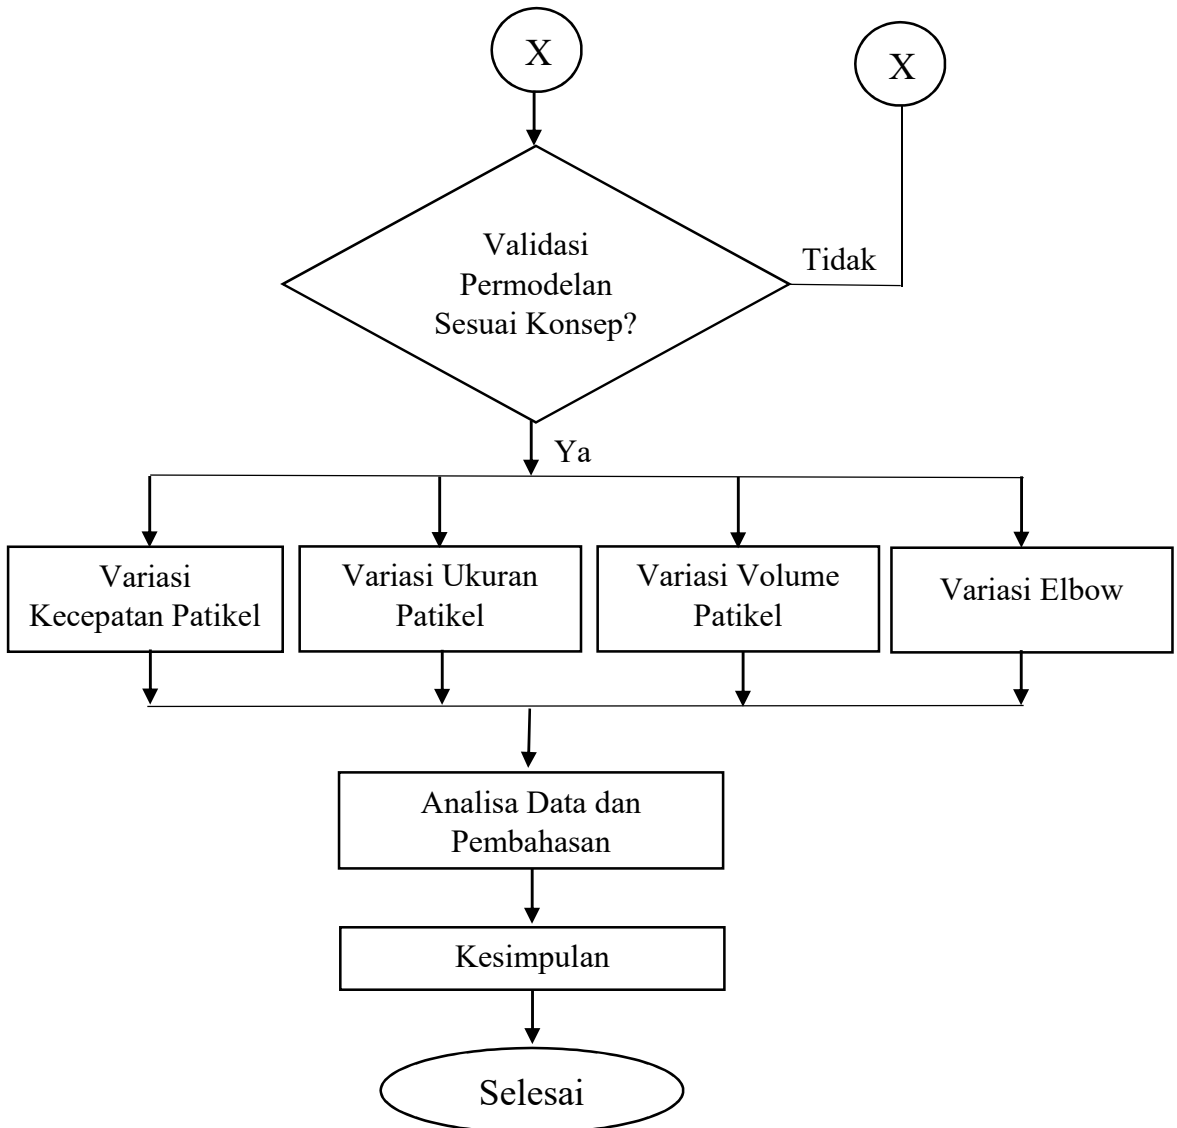 X
X
Validasi
Permodelan
Sesuai Konsep?
Tidak
Ya
Variasi
Kecepatan Patikel
Variasi Ukuran
Patikel
Variasi Volume
Patikel
Variasi Elbow
Analisa Data dan
Pembahasan
Kesimpulan
Selesai